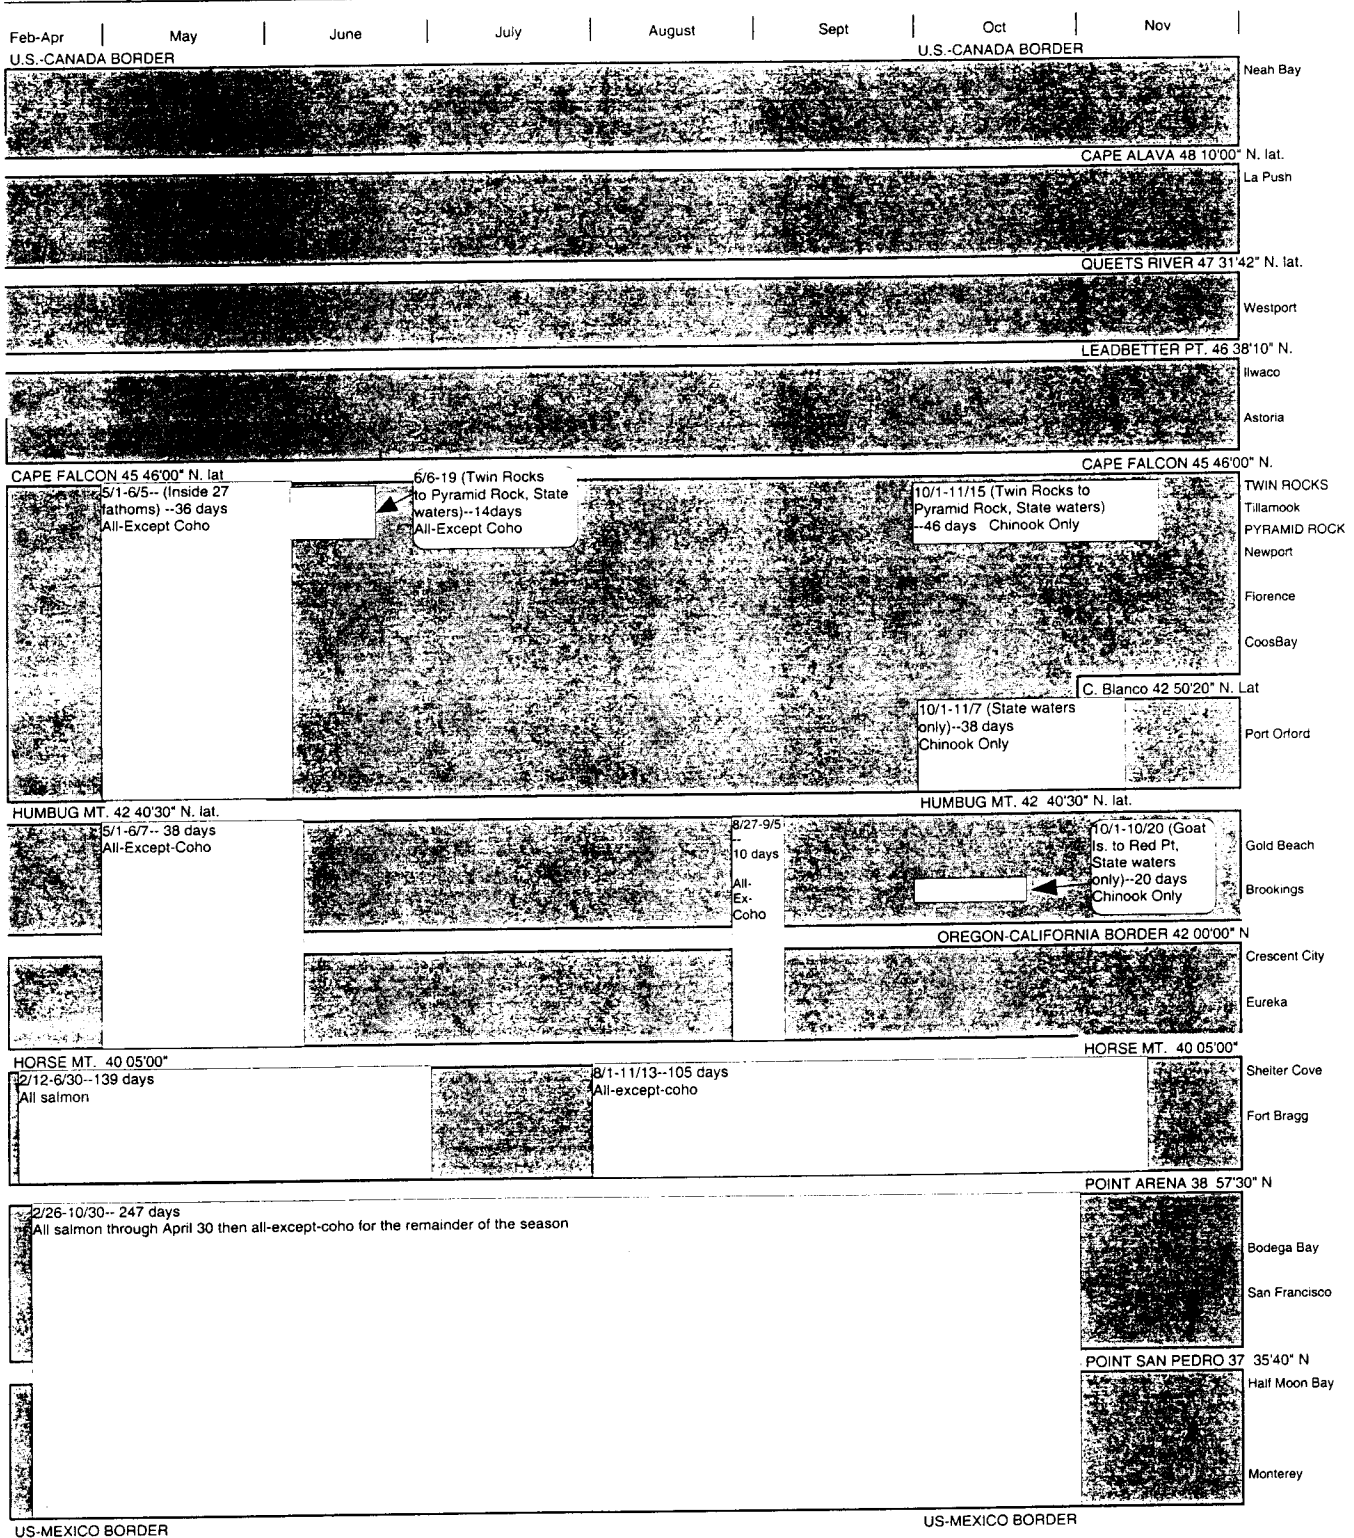 Feb-Apr May June July August Sept Oct Nov
U.S.-CANADA BORDER U.S.-CANADA BORDER
Neah Bay
CAPE ALAVA 48 10'00" N. lat.
La Push
QUEETS RIVER 47 31'42" N. lat.
Westport
LEADBETTER PT. 46 38'10" N.
Ilwaco
Astoria
CAPE FALCON 45 46'00" N. lat CAPE FALCON 45 46'00" N.
5/1-6/5-- (Inside 27
fathoms) --36 days
All-Except Coho
6/6-19 (Twin Rocks
to Pyramid Rock, State
waters)--14days
All-Except Coho
10/1-11/15 (Twin Rocks to
Pyramid Rock, State waters)
--46 days Chinook Only
TWIN ROCKS
Tillamook
PYRAMID ROCK
Newport
Florence
CoosBay
C. Blanco 42 50'20" N. Lat
10/1-11/7 (State waters
only)--38 days
Chinook Only
Port Orford
HUMBUG MT. 42 40'30" N. lat. HUMBUG MT. 42 40'30" N. lat.
5/1-6/7-- 38 days
All-Except-Coho
8/27-9/5
--
10 days
All-
Ex-
Coho
10/1-10/20 (Goat
Is. to Red Pt,
State waters
only)--20 days
Chinook Only
Gold Beach
Brookings
OREGON-CALIFORNIA BORDER 42 00'00" N
Crescent City
Eureka
HORSE MT. 40 05'00" HORSE MT. 40 05'00"
2/12-6/30--139 days
All salmon
8/1-11/13--105 days
All-except-coho
Shelter Cove
Fort Bragg
POINT ARENA 38 57'30" N
2/26-10/30-- 247 days
All salmon through April 30 then all-except-coho for the remainder of the season
Bodega Bay
San Francisco
POINT SAN PEDRO 37 35'40" N
Half Moon Bay
Monterey
US-MEXICO BORDER US-MEXICO BORDER